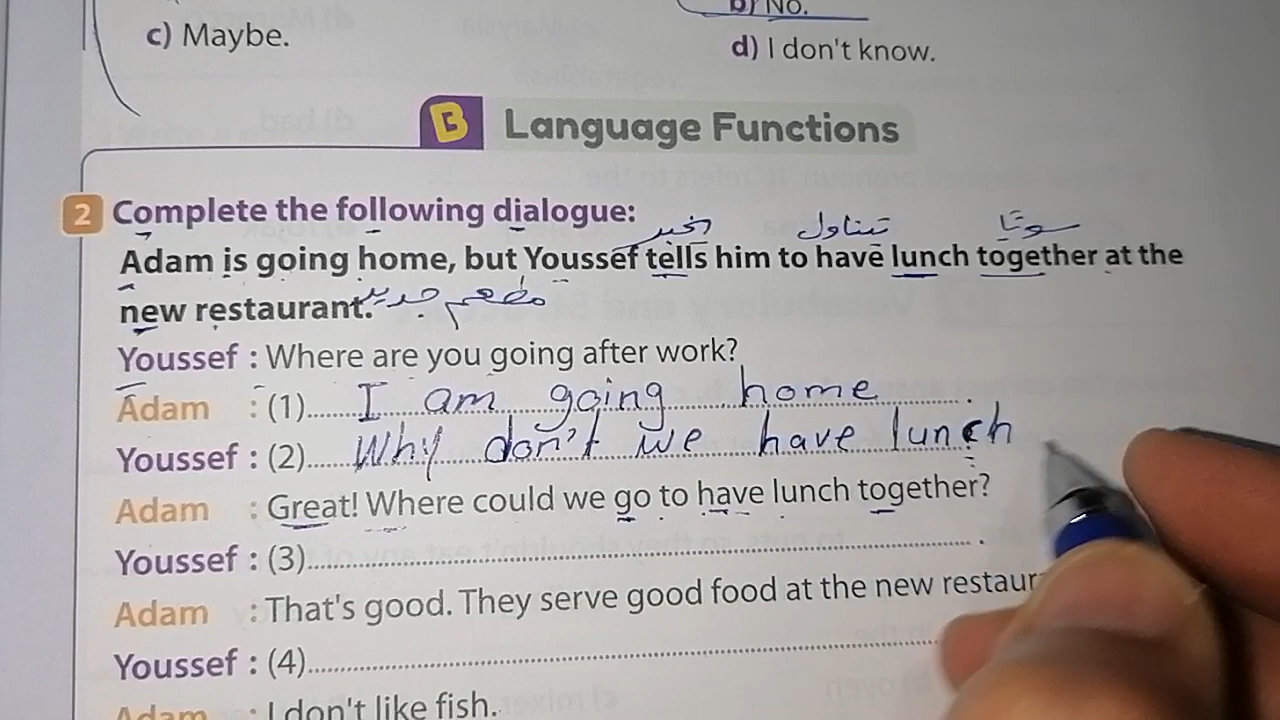 b) No.
c) Maybe.
d) I don't know.
B Language Functions
2 Complete the following dialogue:
تخبر تناول سويًا
Adam is going home, but Youssef tells him to have lunch together at the
new restaurant. مطعم جديد
Youssef : Where are you going after work?
Adam : (1)..... I am going home .
Youssef : (2)..... Why don't we have lunch
Adam : Great! Where could we go to have lunch together?
Youssef : (3)..... .
Adam : That's good. They serve good food at the new
Youssef : (4).....
Adam : I don't like fish.